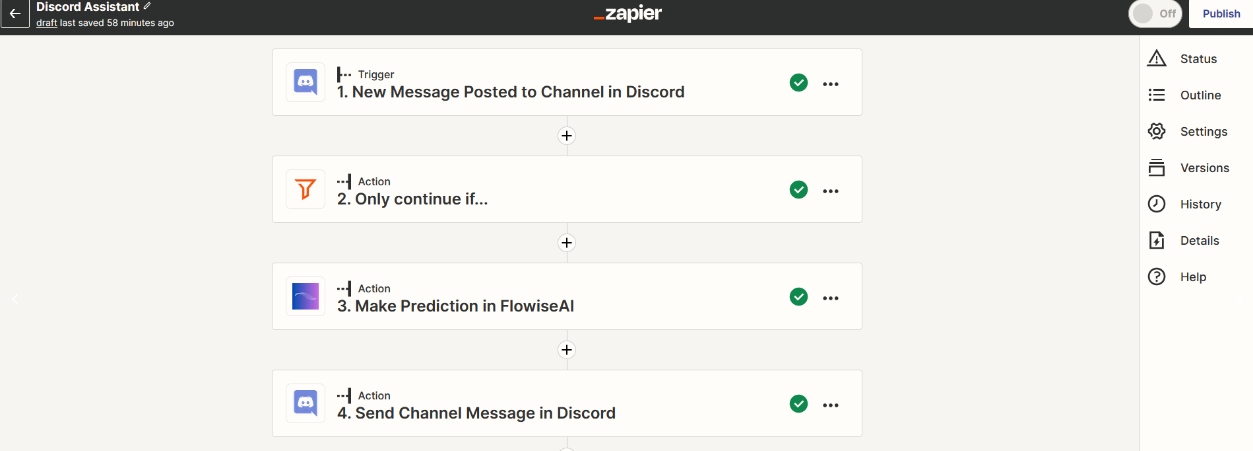 Discord Assistant
draft last saved 58 minutes ago
_zapier
Off
Publish
Trigger
1. New Message Posted to Channel in Discord
Action
2. Only continue if...
Action
3. Make Prediction in FlowiseAI
Action
4. Send Channel Message in Discord
Status
Outline
Settings
Versions
History
Details
Help